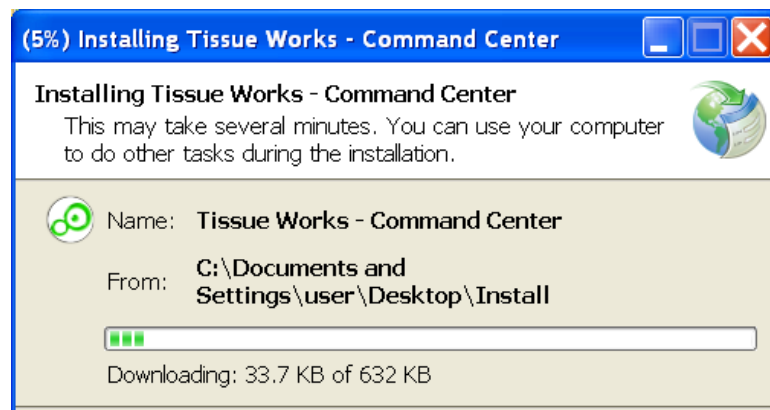 (5%) Installing Tissue Works - Command Center
Installing Tissue Works - Command Center
This may take several minutes. You can use your computer
to do other tasks during the installation.
Name: Tissue Works - Command Center
From: C:\Documents and
Settings\user\Desktop\Install
Downloading: 33.7 KB of 632 KB